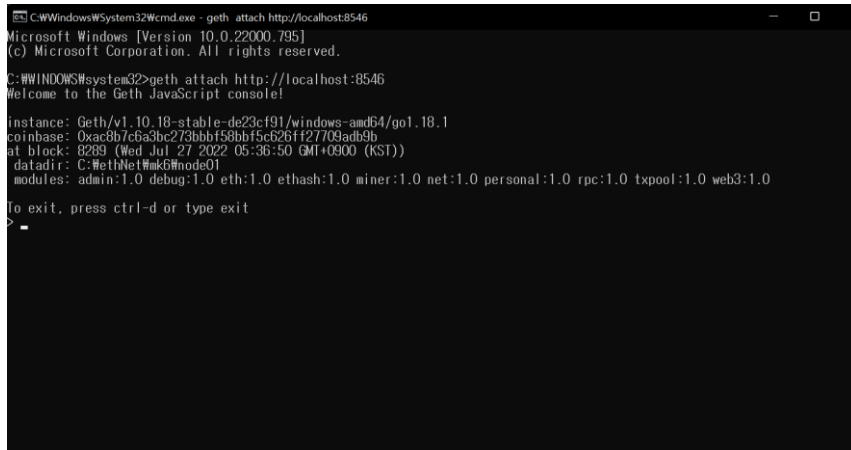 C:₩Windows₩System32₩cmd.exe - geth attach http://localhost:8546
Microsoft Windows [Version 10.0.22000.795]
(c) Microsoft Corporation. All rights reserved.
C:₩WINDOWS₩system32>geth attach http://localhost:8546
Welcome to the Geth JavaScript console!
instance: Geth/v1.10.18-stable-de23cf91/windows-amd64/go1.18.1
coinbase: 0xac8b7c6a3bc273bbbf58bbf5c626ff27709adb9b
at block: 8289 (Wed Jul 27 2022 05:36:50 GMT+0900 (KST))
datadir: C:₩ethNet₩mk6₩node01
modules: admin:1.0 debug:1.0 eth:1.0 ethash:1.0 miner:1.0 net:1.0 personal:1.0 rpc:1.0 txpool:1.0 web3:1.0
To exit, press ctrl-d or type exit
>